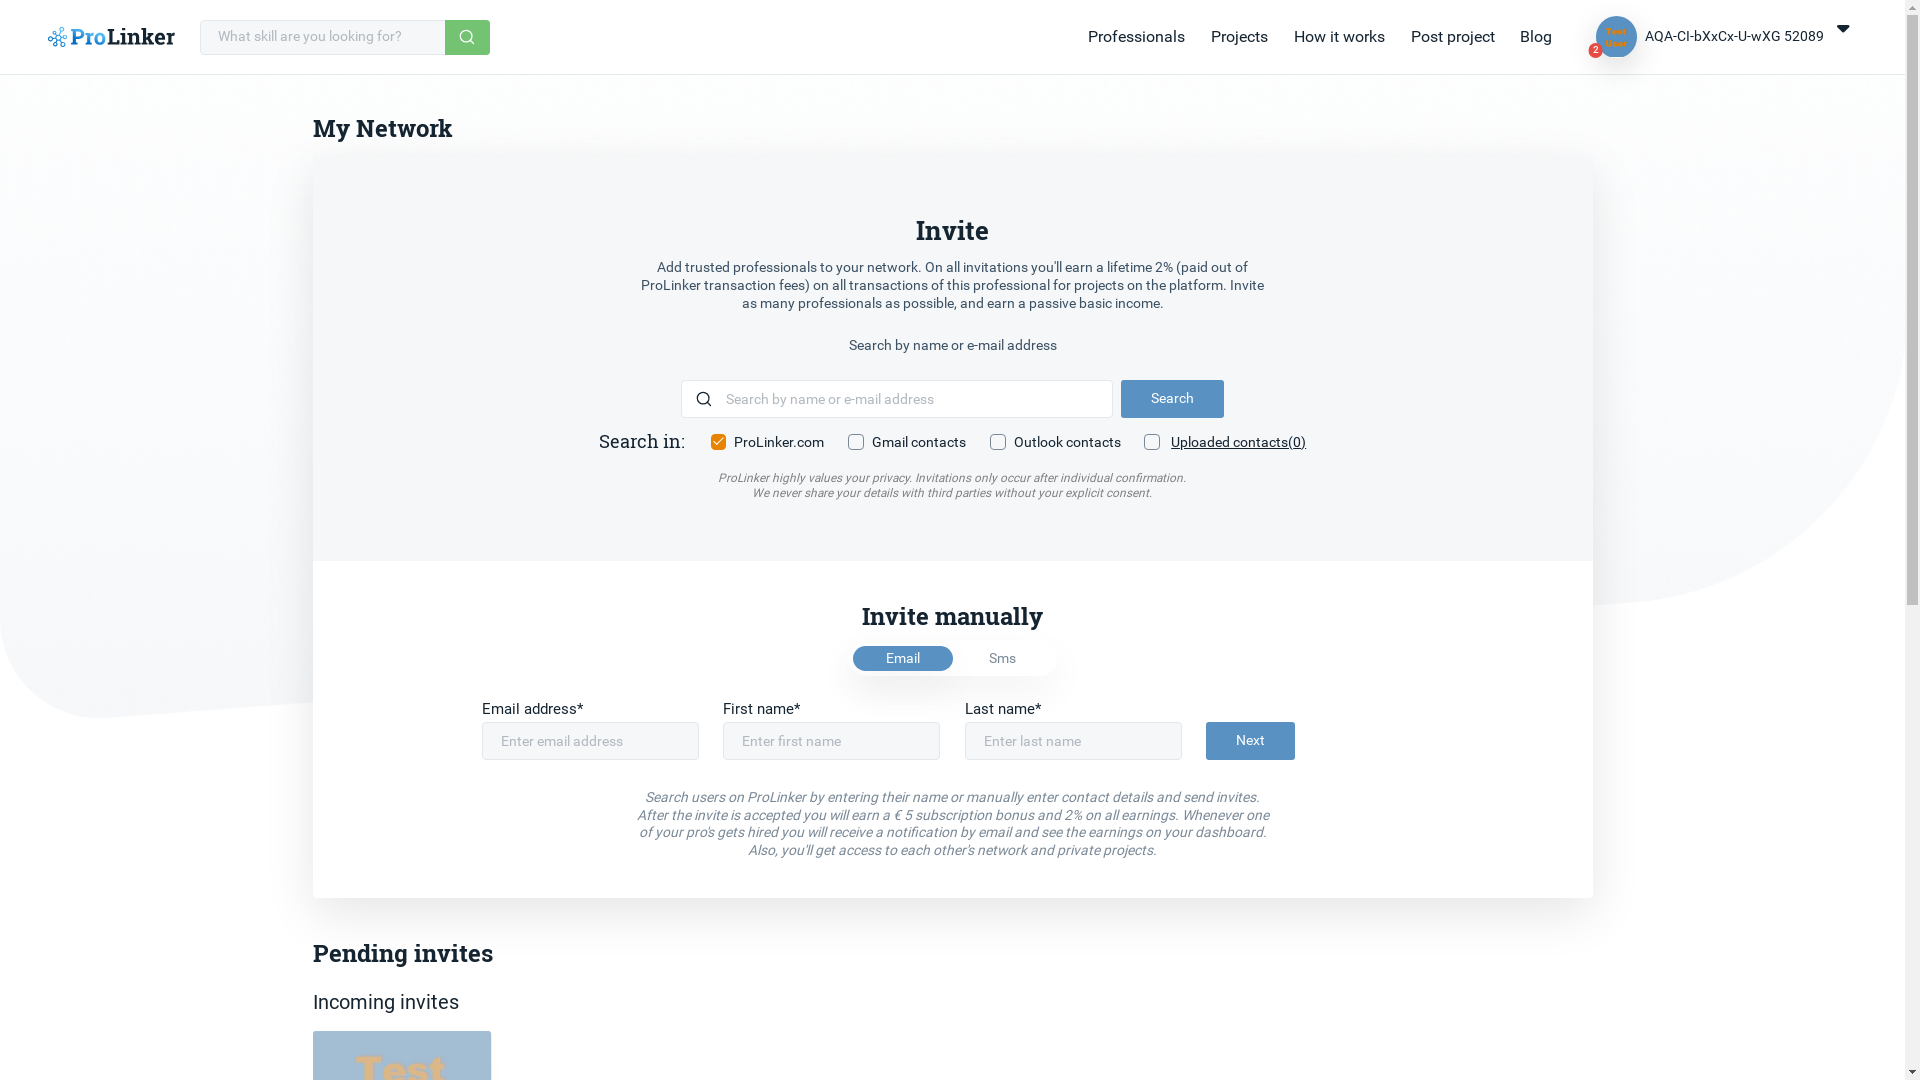 ProLinker
What skill are you looking for?
Professionals
Projects
How it works
Post project
Blog
Test
User
2
AQA-CI-bXxCx-U-wXG 52089
My Network
Invite
Add trusted professionals to your network. On all invitations you'll earn a lifetime 2% (paid out of
ProLinker transaction fees) on all transactions of this professional for projects on the platform. Invite
as many professionals as possible, and earn a passive basic income.
Search by name or e-mail address
Search by name or e-mail address
Search
Search in:
ProLinker.com
Gmail contacts
Outlook contacts
Uploaded contacts(0)
ProLinker highly values your privacy. Invitations only occur after individual confirmation.
We never share your details with third parties without your explicit consent.
Invite manually
Email
Sms
Email address*
First name*
Last name*
Enter email address
Enter first name
Enter last name
Next
Search users on ProLinker by entering their name or manually enter contact details and send invites.
After the invite is accepted you will earn a € 5 subscription bonus and 2% on all earnings. Whenever one
of your pro's gets hired you will receive a notification by email and see the earnings on your dashboard.
Also, you'll get access to each other's network and private projects.
Pending invites
Incoming invites
Test